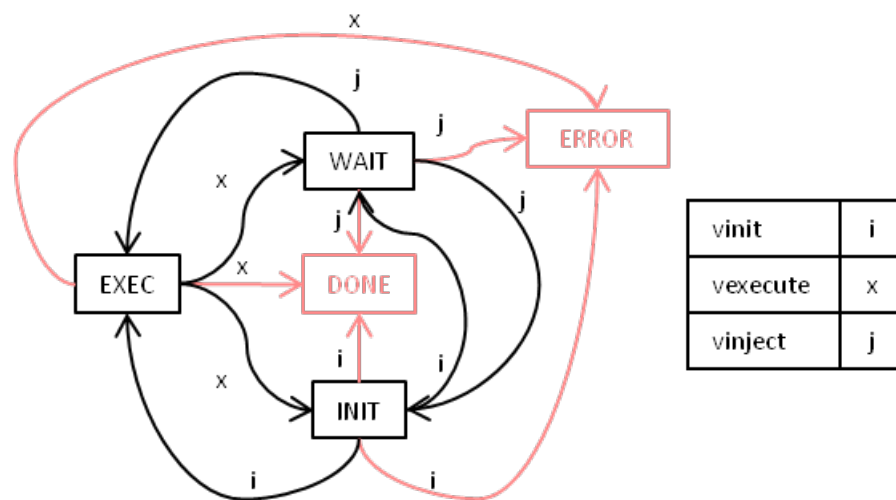 x
j
j
ERROR
WAIT
x
j
j
x
EXEC
DONE
i
i
x
INIT
i
i
vinit i
vexecute x
vinject j